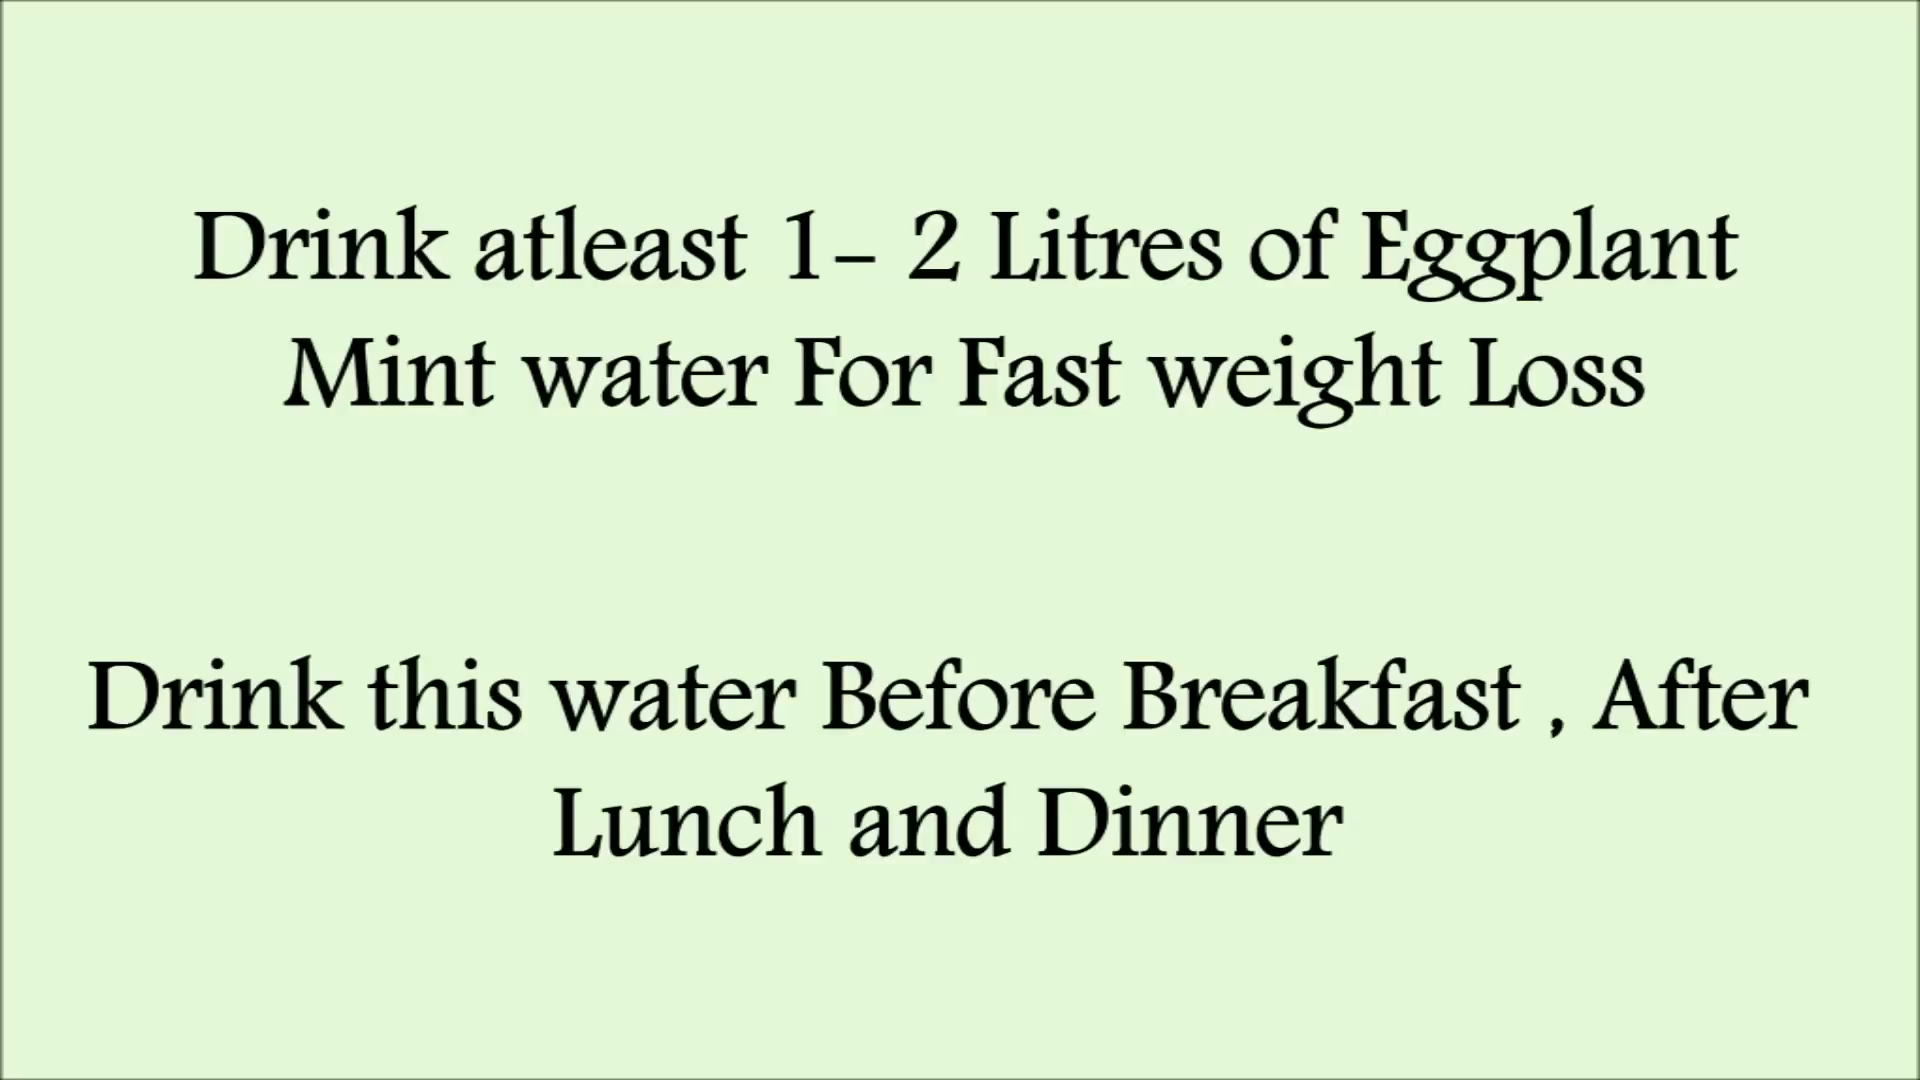 Drink atleast 1- 2 Litres of Eggplant
Mint water For Fast weight Loss
Drink this water Before Breakfast , After
Lunch and Dinner